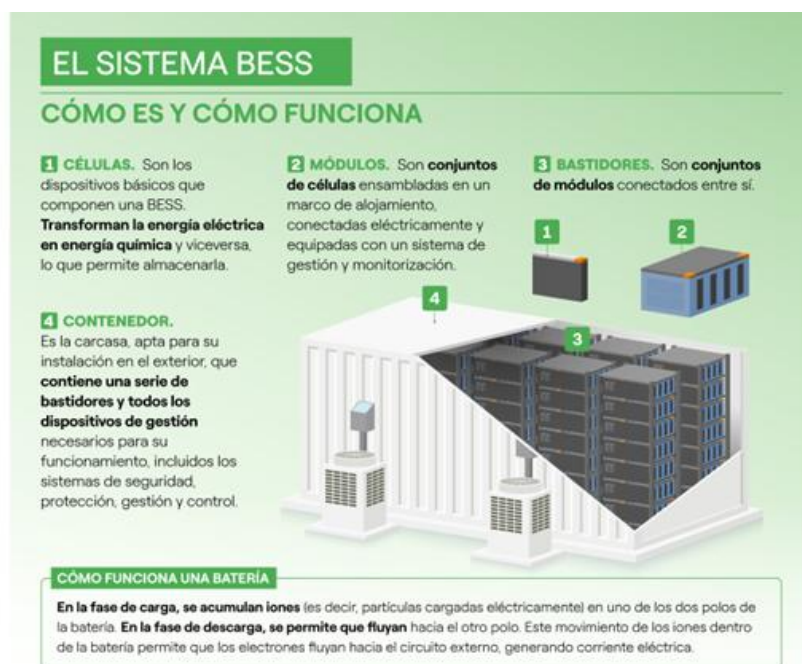 EL SISTEMA BESS
CÓMO ES Y CÓMO FUNCIONA
1 CÉLULAS. Son los
dispositivos básicos que
componen una BESS.
Transforman la energía eléctrica
en energía química y viceversa,
lo que permite almacenarla.
2 MÓDULOS. Son conjuntos
de células ensambladas en un
marco de alojamiento,
conectadas eléctricamente y
equipadas con un sistema de
gestión y monitorización.
3 BASTIDORES. Son conjuntos
de módulos conectados entre sí.
1
2
4 CONTENEDOR.
Es la carcasa, apta para su
instalación en el exterior, que
contiene una serie de
bastidores y todos los
dispositivos de gestión
necesarios para su
funcionamiento, incluidos los
sistemas de seguridad,
protección, gestión y control.
4
3
CÓMO FUNCIONA UNA BATERÍA
En la fase de carga, se acumulan iones (es decir, partículas cargadas eléctricamente) en uno de los dos polos de
la batería. En la fase de descarga, se permite que fluyan hacia el otro polo. Este movimiento de los iones dentro
de la batería permite que los electrones fluyan hacia el circuito externo, generando corriente eléctrica.